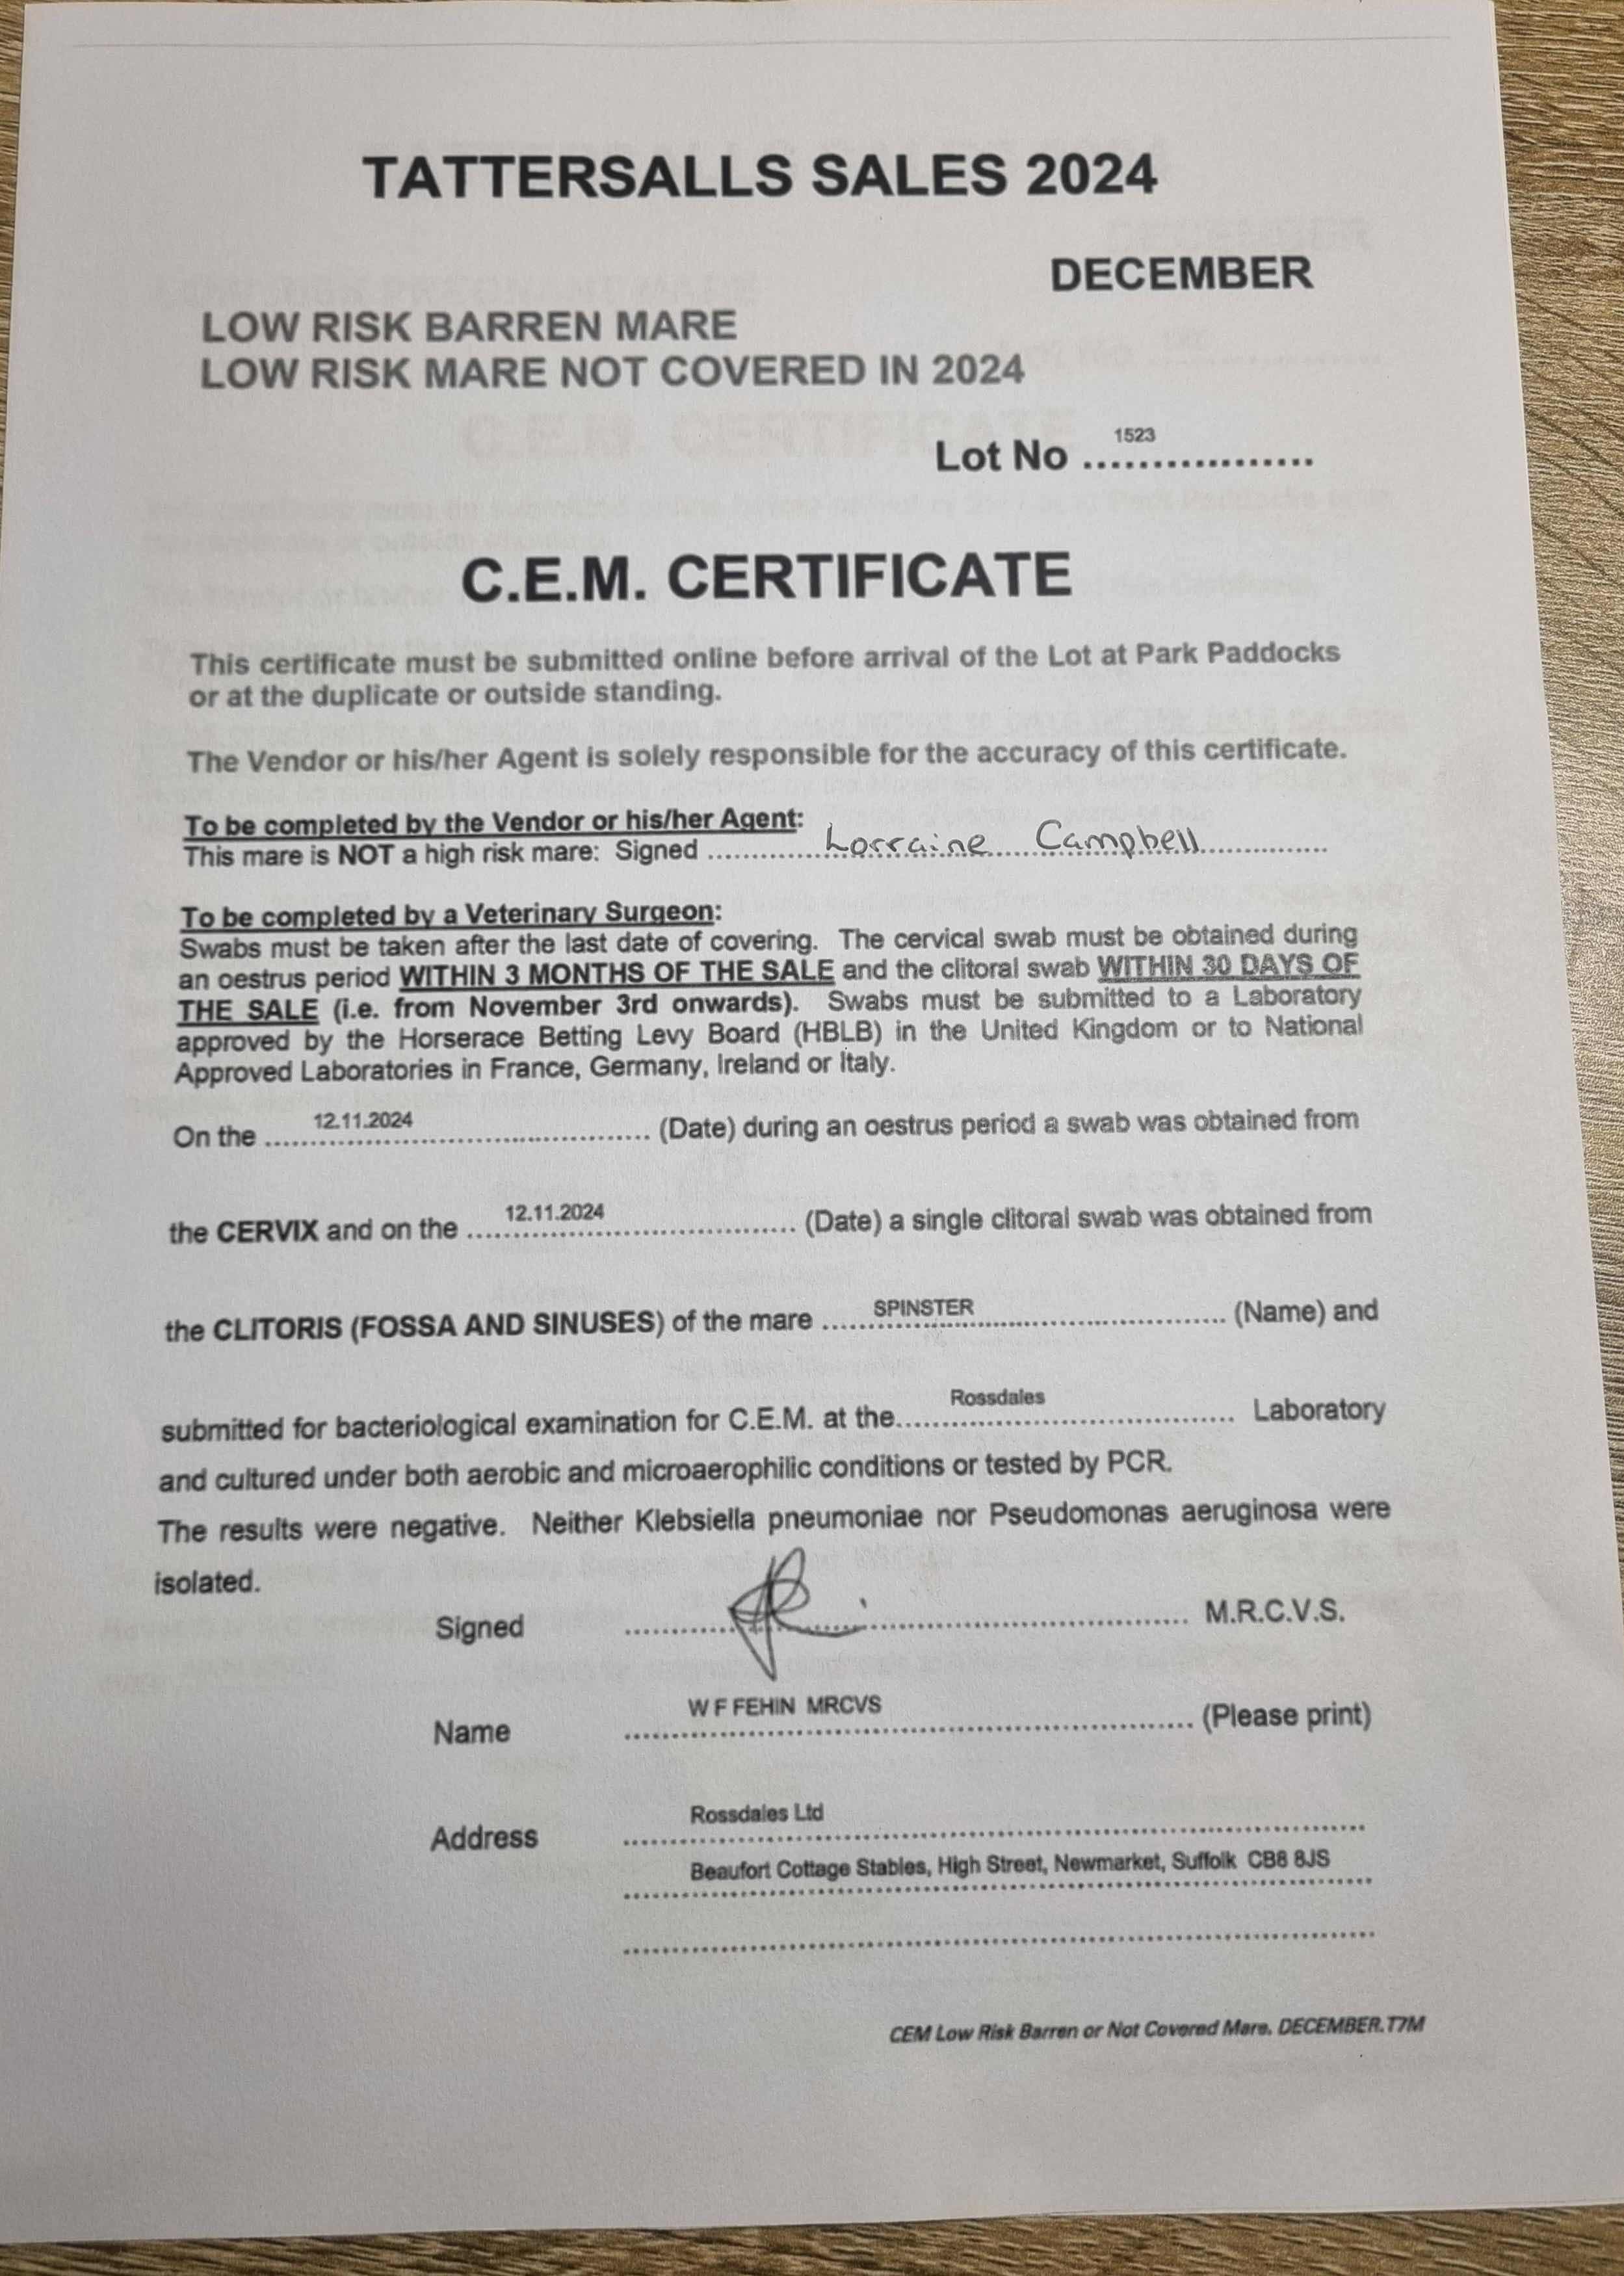 TATTERSALLS SALES 2024
DECEMBER
LOW RISK BARREN MARE
LOW RISK MARE NOT COVERED IN 2024
Lot No 1523
C.E.M. CERTIFICATE
This certificate must be submitted online before arrival of the Lot at Park Paddocks
or at the duplicate or outside standing.
The Vendor or his/her Agent is solely responsible for the accuracy of this certificate.
To be completed by the Vendor or his/her Agent:
This mare is NOT a high risk mare: Signed Lorraine Campbell
To be completed by a Veterinary Surgeon:
Swabs must be taken after the last date of covering. The cervical swab must be obtained during
an oestrus period WITHIN 3 MONTHS OF THE SALE and the clitoral swab WITHIN 30 DAYS OF
THE SALE (i.e. from November 3rd onwards). Swabs must be submitted to a Laboratory
approved by the Horserace Betting Levy Board (HBLB) in the United Kingdom or to National
Approved Laboratories in France, Germany, Ireland or Italy.
On the 12.11.2024 (Date) during an oestrus period a swab was obtained from
the CERVIX and on the 12.11.2024 (Date) a single clitoral swab was obtained from
the CLITORIS (FOSSA AND SINUSES) of the mare SPINSTER (Name) and
submitted for bacteriological examination for C.E.M. at the Rossdales Laboratory
and cultured under both aerobic and microaerophilic conditions or tested by PCR.
The results were negative. Neither Klebsiella pneumoniae nor Pseudomonas aeruginosa were
isolated.
Signed M.R.C.V.S.
Name W F FEHIN MRCVS (Please print)
Address Rossdales Ltd
Beaufort Cottage Stables, High Street, Newmarket, Suffolk CB8 8JS
CEM Low Risk Barren or Not Covered Mare. DECEMBER.T7M